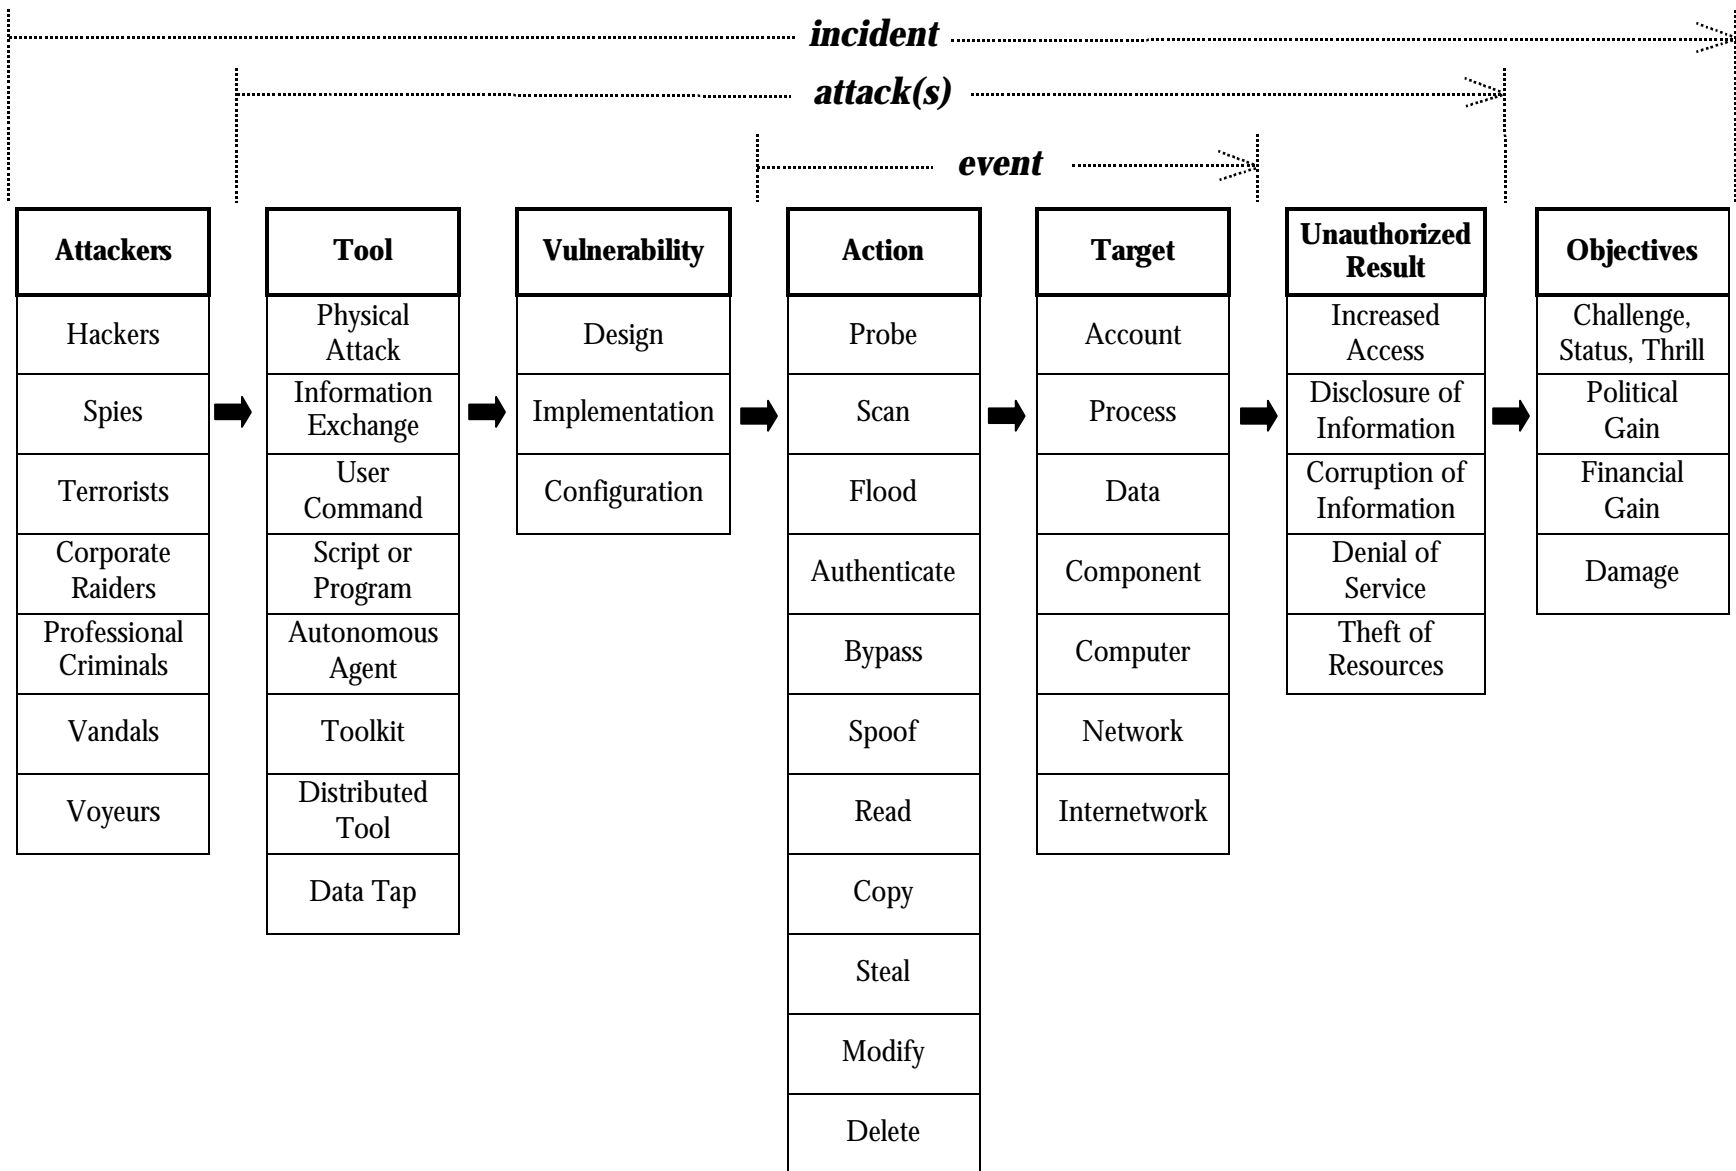 incident
attack(s)
event
Attackers
Hackers
Spies
Terrorists
Corporate
Raiders
Professional
Criminals
Vandals
Voyeurs
Tool
Physical
Attack
Information
Exchange
User
Command
Script or
Program
Autonomous
Agent
Toolkit
Distributed
Tool
Data Tap
Vulnerability
Design
Implementation
Configuration
Action
Probe
Scan
Flood
Authenticate
Bypass
Spoof
Read
Copy
Steal
Modify
Delete
Target
Account
Process
Data
Component
Computer
Network
Internetwork
Unauthorized
Result
Increased
Access
Disclosure of
Information
Corruption of
Information
Denial of
Service
Theft of
Resources
Objectives
Challenge,
Status, Thrill
Political
Gain
Financial
Gain
Damage